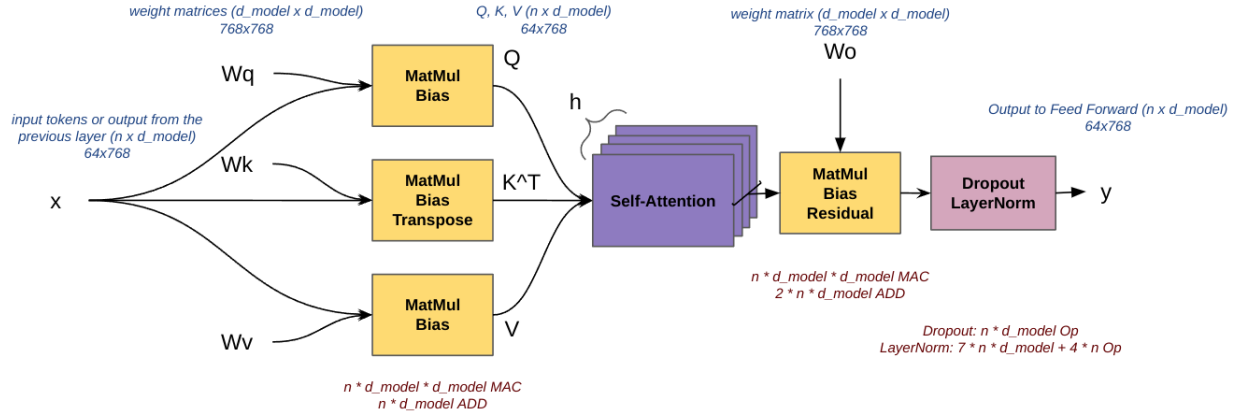 weight matrices (d_model x d_model)
768x768
Q, K, V (n x d_model)
64x768
weight matrix (d_model x d_model)
768x768
Wo
Wq
MatMul
Bias
Q
h
input tokens or output from the
previous layer (n x d_model)
64x768
Output to Feed Forward (n x d_model)
64x768
Wk
MatMul
Bias
Transpose
K^T
x
Self-Attention
MatMul
Bias
Residual
Dropout
LayerNorm
y
Wv
MatMul
Bias
V
n * d_model * d_model MAC
2 * n * d_model ADD
Dropout: n * d_model Op
LayerNorm: 7 * n * d_model + 4 * n Op
n * d_model * d_model MAC
n * d_model ADD